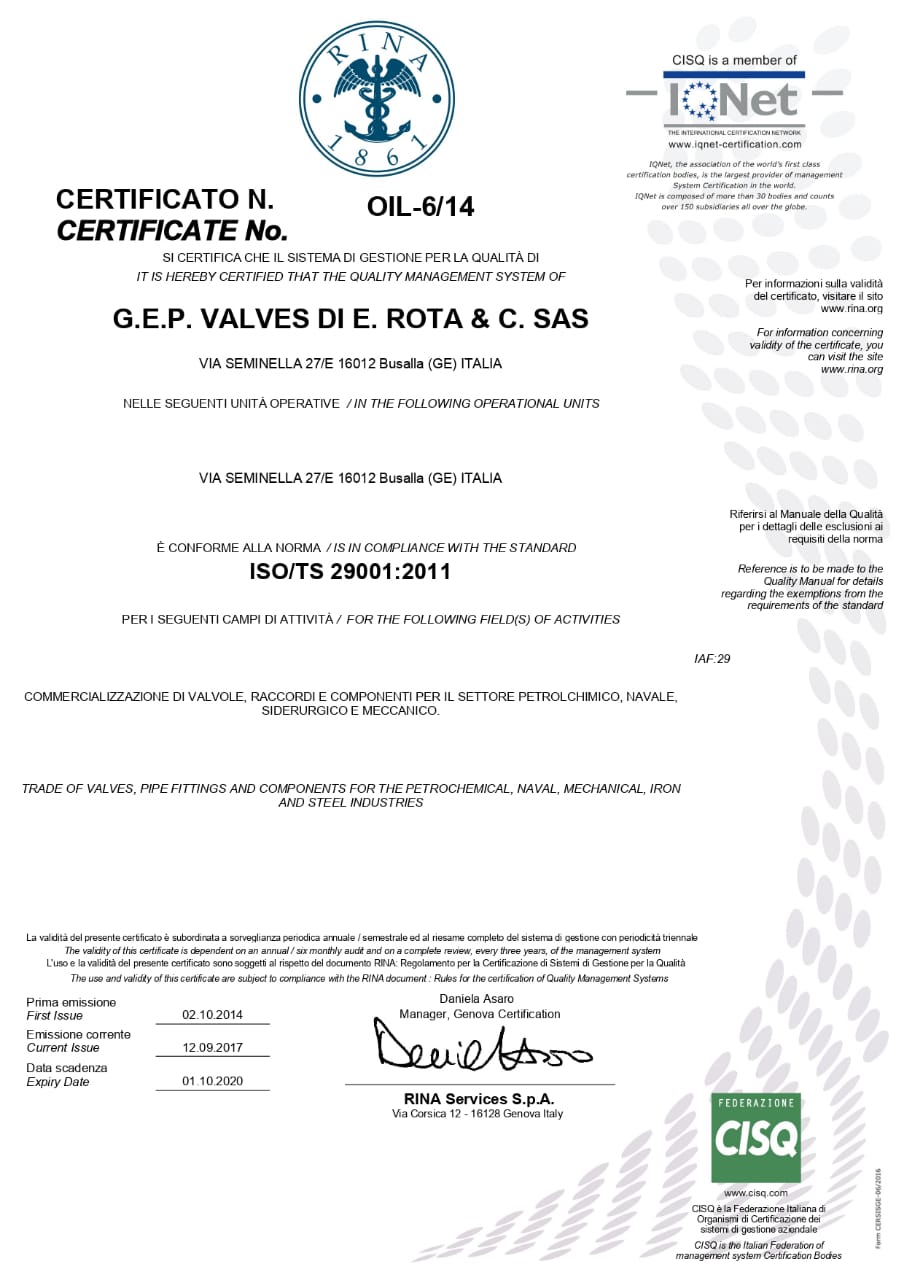 RINA
1861
CISQ is a member of
IQNet
THE INTERNATIONAL CERTIFICATION NETWORK
www.iqnet-certification.com
IQNet, the association of the world's first class
certification bodies, is the largest provider of management
System Certification in the world.
IQNet is composed of more than 30 bodies and counts
over 150 subsidiaries all over the globe.
CERTIFICATO N.
CERTIFICATE No.
OIL-6/14
SI CERTIFICA CHE IL SISTEMA DI GESTIONE PER LA QUALITÀ DI
IT IS HEREBY CERTIFIED THAT THE QUALITY MANAGEMENT SYSTEM OF
G.E.P. VALVES DI E. ROTA & C. SAS
VIA SEMINELLA 27/E 16012 Busalla (GE) ITALIA
NELLE SEGUENTI UNITÀ OPERATIVE / IN THE FOLLOWING OPERATIONAL UNITS
VIA SEMINELLA 27/E 16012 Busalla (GE) ITALIA
È CONFORME ALLA NORMA / IS IN COMPLIANCE WITH THE STANDARD
ISO/TS 29001:2011
PER I SEGUENTI CAMPI DI ATTIVITÀ / FOR THE FOLLOWING FIELD(S) OF ACTIVITIES
Per informazioni sulla validità
del certificato, visitare il sito
www.rina.org
For information concerning
validity of the certificate, you
can visit the site
www.rina.org
Riferirsi al Manuale della Qualità
per i dettagli delle esclusioni ai
requisiti della norma
Reference is to be made to the
Quality Manual for details
regarding the exemptions from the
requirements of the standard
IAF:29
COMMERCIALIZZAZIONE DI VALVOLE, RACCORDI E COMPONENTI PER IL SETTORE PETROLCHIMICO, NAVALE,
SIDERURGICO E MECCANICO.
TRADE OF VALVES, PIPE FITTINGS AND COMPONENTS FOR THE PETROCHEMICAL, NAVAL, MECHANICAL, IRON
AND STEEL INDUSTRIES
La validità del presente certificato è subordinata a sorveglianza periodica annuale / semestrale ed al riesame completo del sistema di gestione con periodicità triennale
The validity of this certificate is dependent on an annual / six monthly audit and on a complete review, every three years, of the management system
L'uso e la validità del presente certificato sono soggetti al rispetto del documento RINA: Regolamento per la Certificazione di Sistemi di Gestione per la Qualità
The use and validity of this certificate are subject to compliance with the RINA document : Rules for the certification of Quality Management Systems
Prima emissione
First Issue
02.10.2014
Emissione corrente
Current Issue
12.09.2017
Data scadenza
Expiry Date
01.10.2020
Daniela Asaro
Manager, Genova Certification
Daniela Asaro
RINA Services S.p.A.
Via Corsica 12 - 16128 Genova Italy
FEDERAZIONE
CISQ
www.cisq.com
CISQ è la Federazione Italiana di
Organismi di Certificazione dei
sistemi di gestione aziendale
CISQ is the Italian Federation of
management system Certification Bodies
Form CERSISGE-06/2016